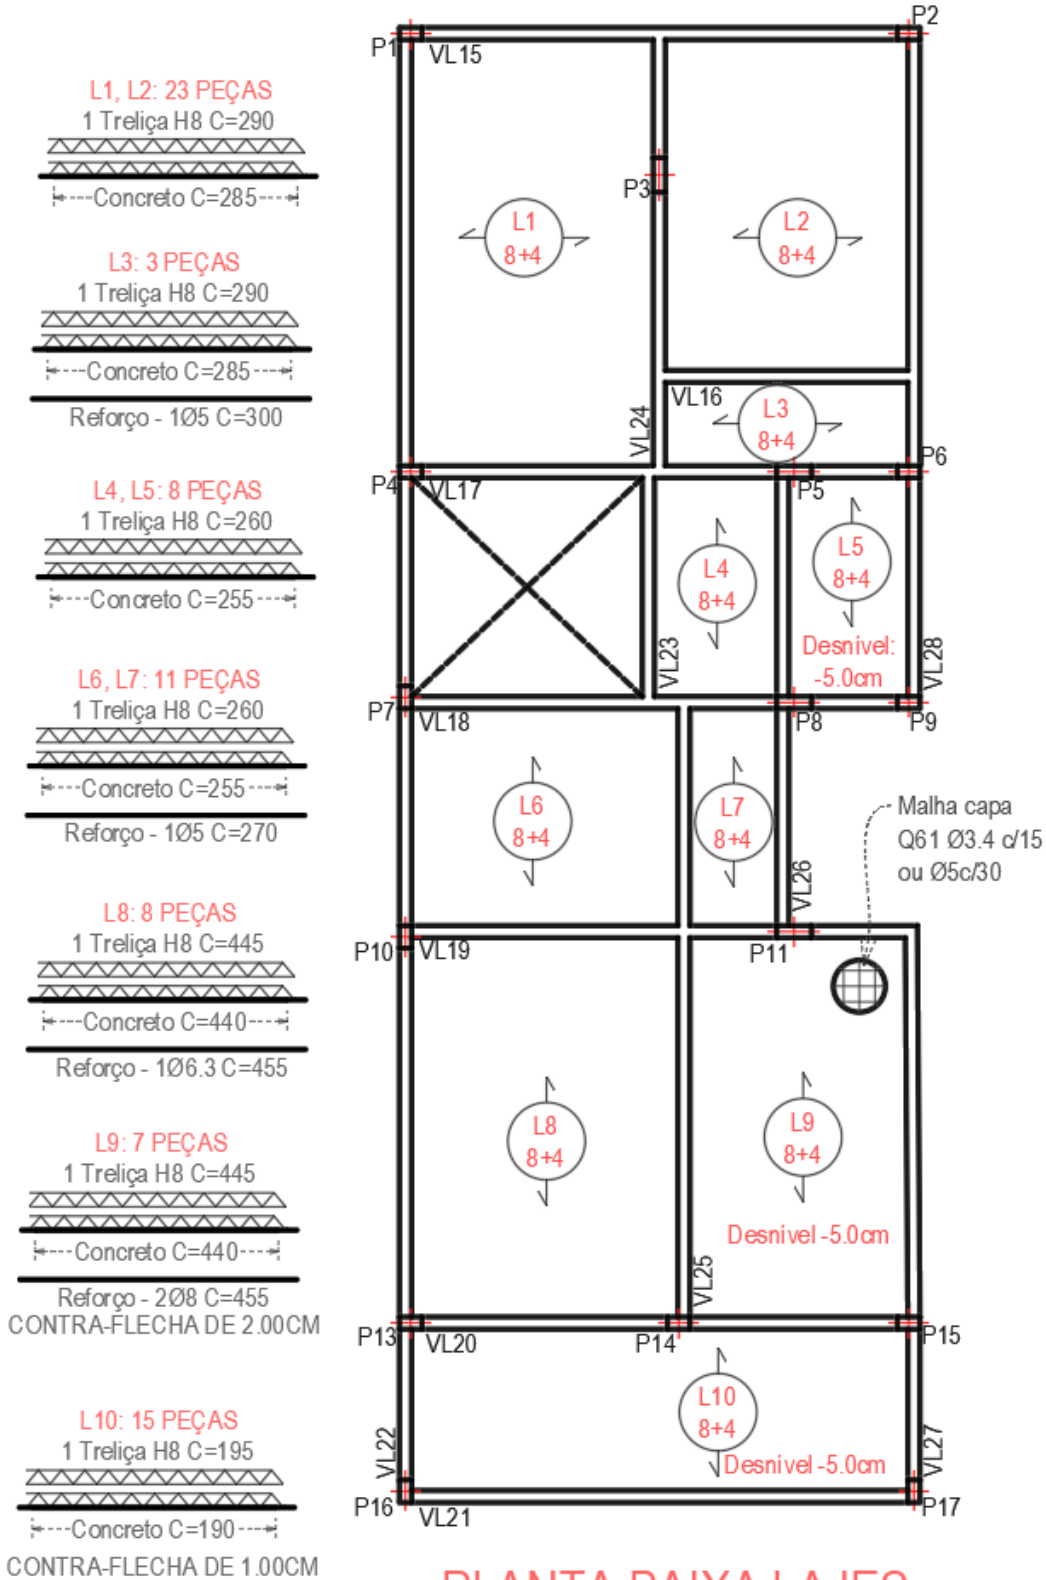 L1, L2: 23 PEÇAS
1 Treliça H8 C=290
Concreto C=285
L3: 3 PEÇAS
1 Treliça H8 C=290
Concreto C=285
Reforço - 1Ø5 C=300
L4, L5: 8 PEÇAS
1 Treliça H8 C=260
Concreto C=255
L6, L7: 11 PEÇAS
1 Treliça H8 C=260
Concreto C=255
Reforço - 1Ø5 C=270
L8: 8 PEÇAS
1 Treliça H8 C=445
Concreto C=440
Reforço - 1Ø6.3 C=455
L9: 7 PEÇAS
1 Treliça H8 C=445
Concreto C=440
Reforço - 2Ø8 C=455
CONTRA-FLECHA DE 2.00CM
L10: 15 PEÇAS
1 Treliça H8 C=195
Concreto C=190
CONTRA-FLECHA DE 1.00CM
P2
P1
VL15
P3
L1
8+4
L2
8+4
VL16
L3
8+4
VL24
P6
P4
VL17
P5
L4
8+4
L5
8+4
Desnível:
-5.0cm
VL23
VL28
P7
VL18
P8
P9
L6
8+4
L7
8+4
Malha capa
Q61 Ø3.4 c/15
ou Ø5c/30
VL26
P10
VL19
P11
L8
8+4
L9
8+4
Desnível -5.0cm
VL25
P13
VL20
P14
P15
L10
8+4
Desnível -5.0cm
VL22
VL27
P16
VL21
P17
PLANTA BAIXA LAJES